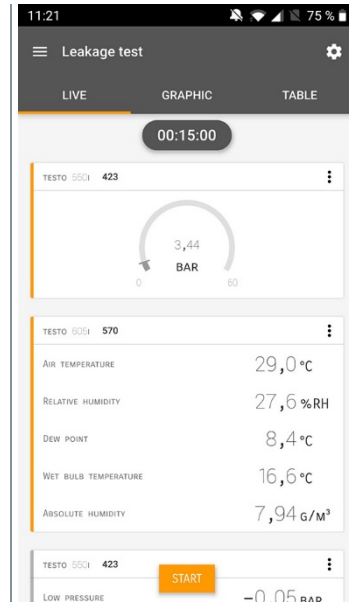 11:21 75 %
Leakage test
LIVE GRAPHIC TABLE
00:15:00
TESTO 550I 423
3,44
BAR
0 60
TESTO 605I 570
AIR TEMPERATURE 29,0 °C
RELATIVE HUMIDITY 27,6 %RH
DEW POINT 8,4 °C
WET BULB TEMPERATURE 16,6 °C
ABSOLUTE HUMIDITY 7,94 G/M³
TESTO 550I 423
START
LOW PRESSURE -0,05 BAR